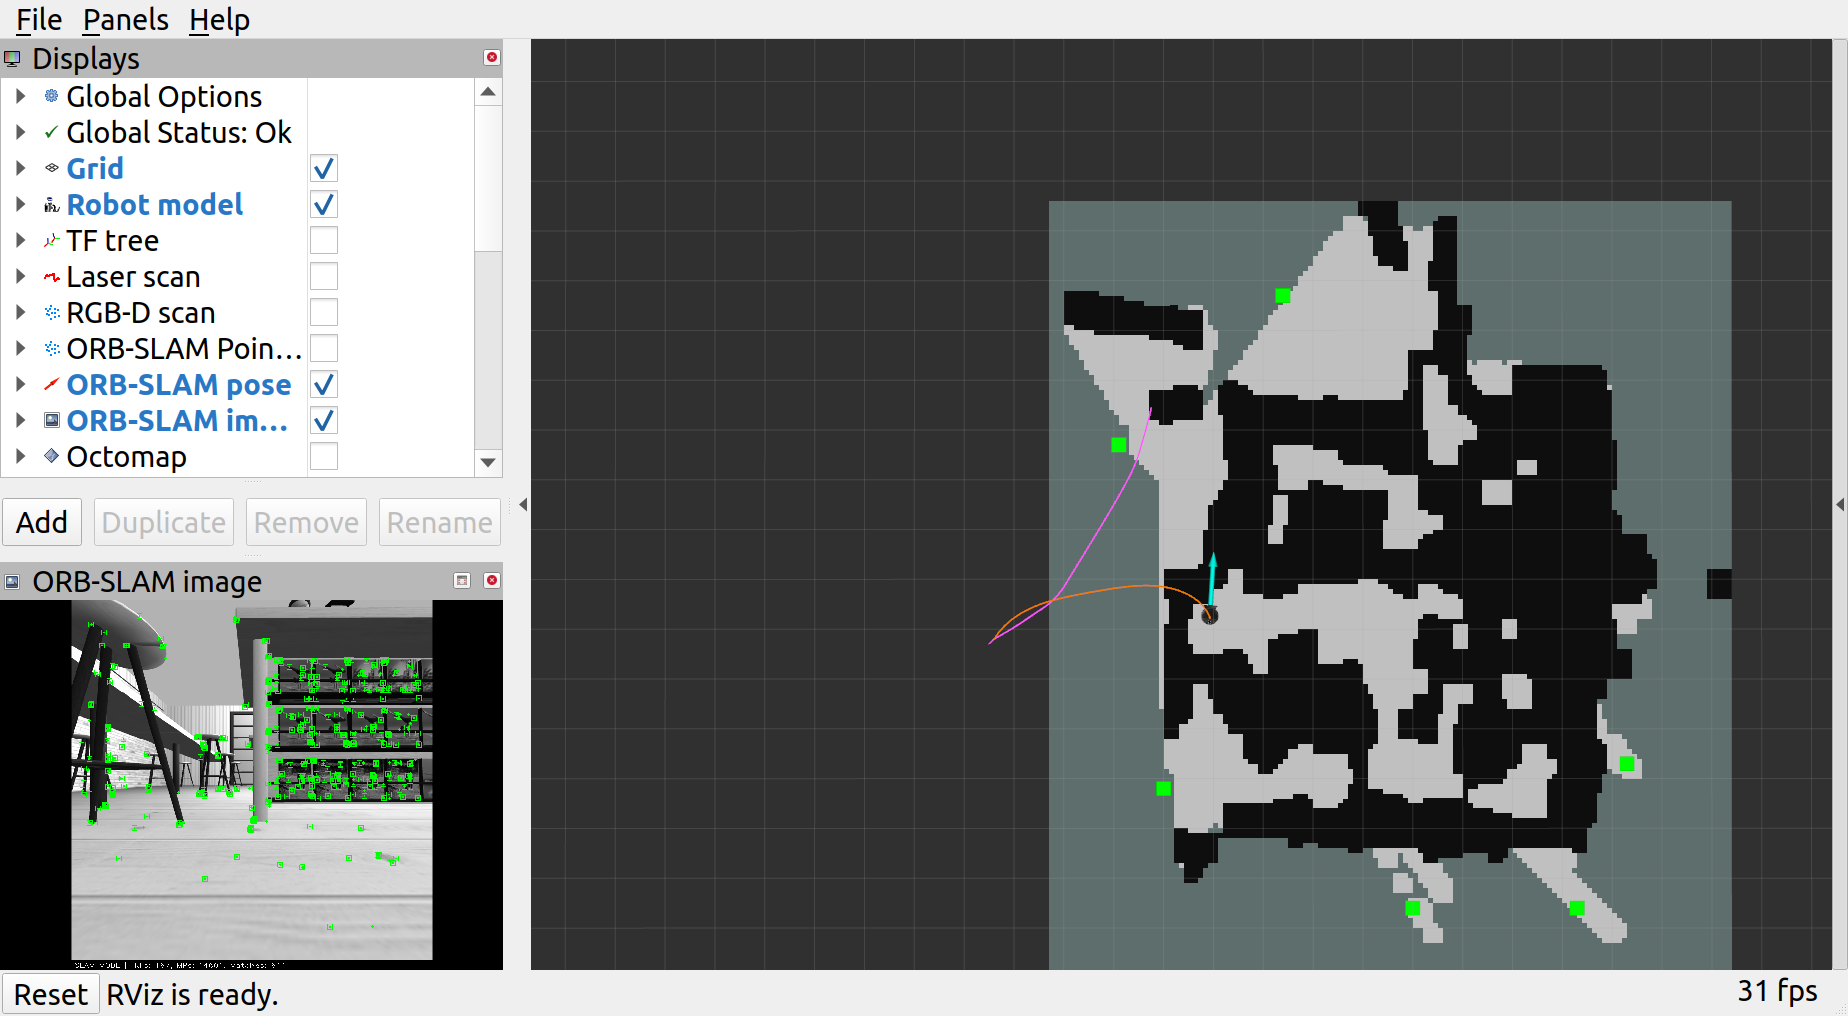 File Panels Help
Displays
Global Options
Global Status: Ok
Grid
Robot model
TF tree
Laser scan
RGB-D scan
ORB-SLAM Poin...
ORB-SLAM pose
ORB-SLAM im...
Octomap
Add Duplicate Remove Rename
ORB-SLAM image
SLAM MODE |
Reset RViz is ready.
31 fps